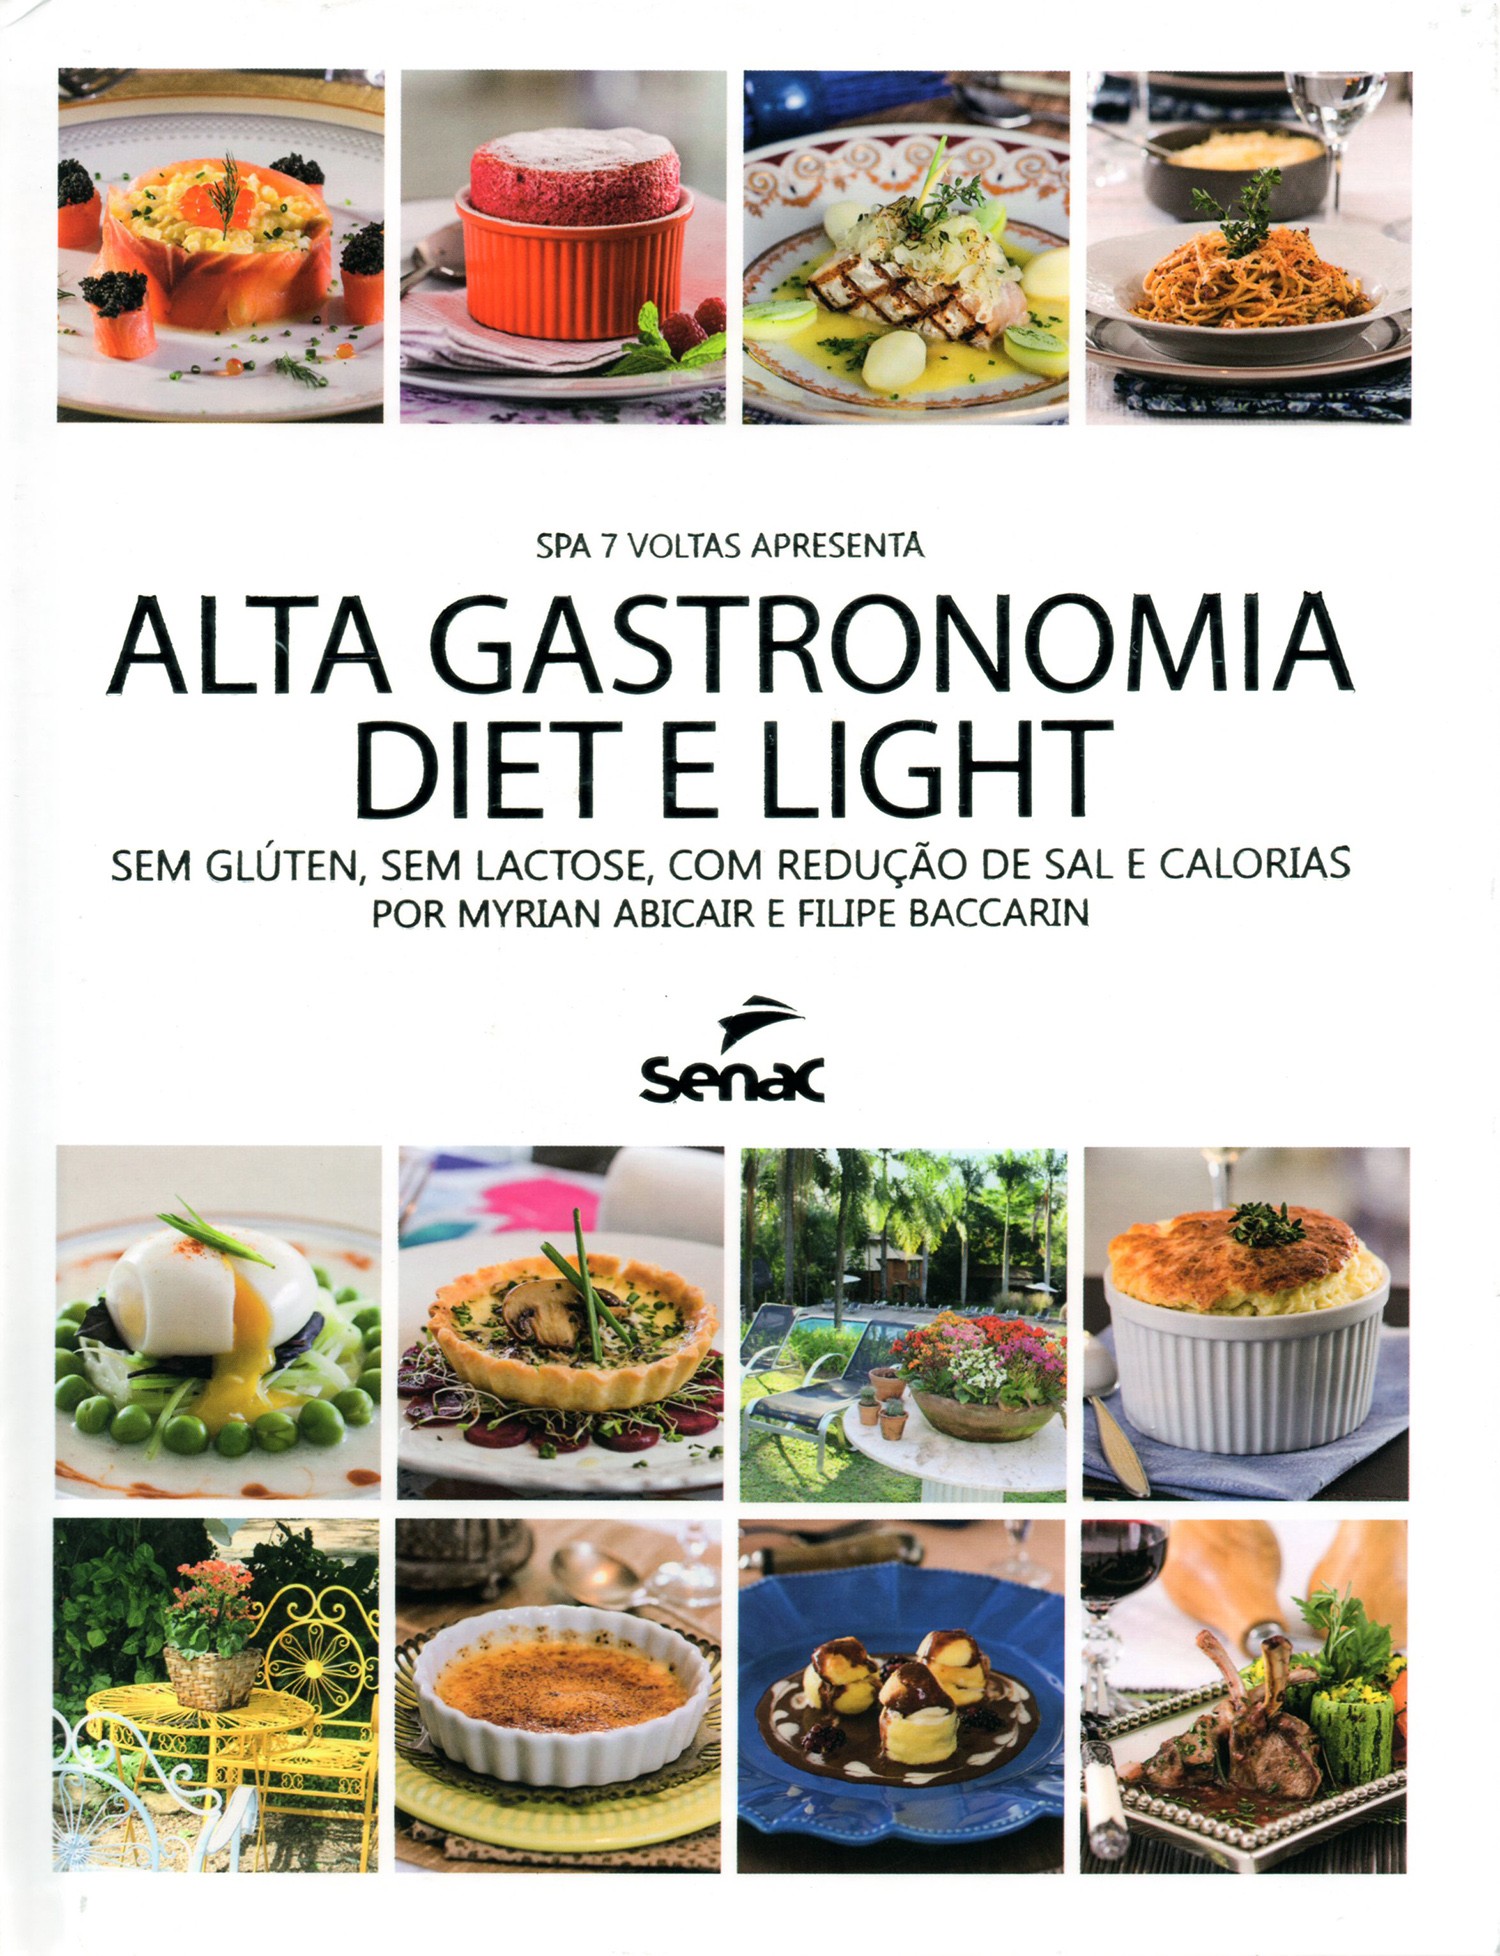 SPA 7 VOLTAS APRESENTA
ALTA GASTRONOMIA
DIET E LIGHT
SEM GLÚTEN, SEM LACTOSE, COM REDUÇÃO DE SAL E CALORIAS
POR MYRIAN ABICAIR E FILIPE BACCARIN
Senac